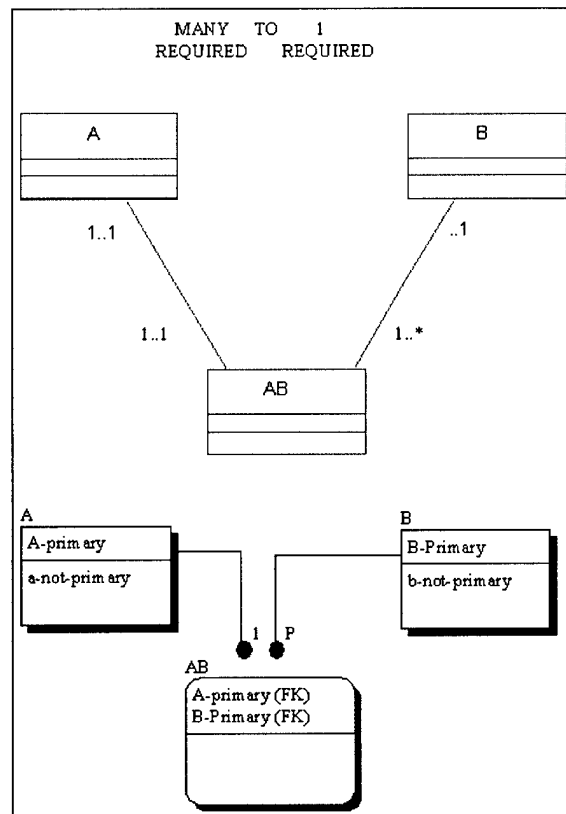 MANY TO 1
REQUIRED REQUIRED
A
B
1..1
..1
1..1
1..*
AB
A
B
A-primary
B-Primary
a-not-primary
b-not-primary
1
P
AB
A-primary (FK)
B-Primary (FK)